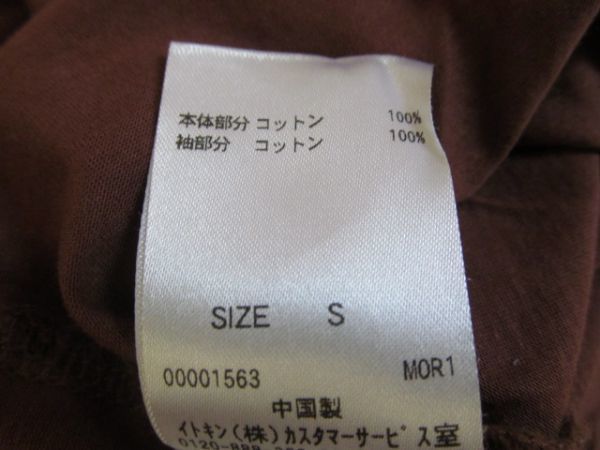 本体部分 コットン 100%
袖部分 コットン 100%
SIZE S
00001563 MOR1
中国製
イトキン(株)カスタマーサービス室